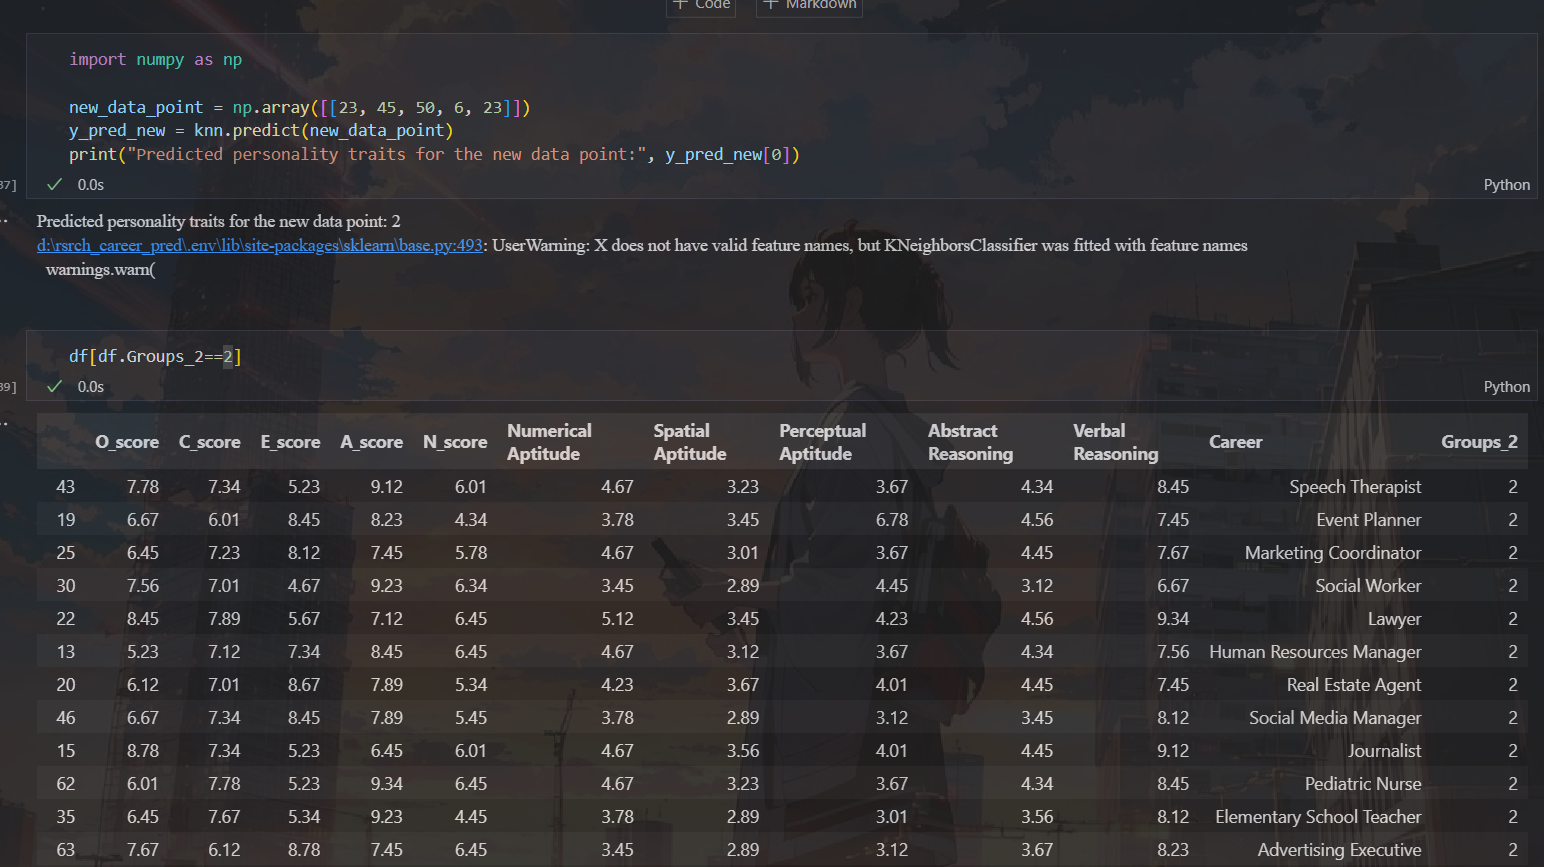 + Code + Markdown
import numpy as np
new_data_point = np.array([[23, 45, 50, 6, 23]])
y_pred_new = knn.predict(new_data_point)
print("Predicted personality traits for the new data point:", y_pred_new[0])
37] 0.0s Python
Predicted personality traits for the new data point: 2
d:\rsrch_career_pred\.env\lib\site-packages\sklearn\base.py:493: UserWarning: X does not have valid feature names, but KNeighborsClassifier was fitted with feature names
warnings.warn(
df[df.Groups_2==2]
39] 0.0s Python
O_score C_score E_score A_score N_score Numerical Aptitude Spatial Aptitude Perceptual Aptitude Abstract Reasoning Verbal Reasoning Career Groups_2
43 7.78 7.34 5.23 9.12 6.01 4.67 3.23 3.67 4.34 8.45 Speech Therapist 2
19 6.67 6.01 8.45 8.23 4.34 3.78 3.45 6.78 4.56 7.45 Event Planner 2
25 6.45 7.23 8.12 7.45 5.78 4.67 3.01 3.67 4.45 7.67 Marketing Coordinator 2
30 7.56 7.01 4.67 9.23 6.34 3.45 2.89 4.45 3.12 6.67 Social Worker 2
22 8.45 7.89 5.67 7.12 6.45 5.12 3.45 4.23 4.56 9.34 Lawyer 2
13 5.23 7.12 7.34 8.45 6.45 4.67 3.12 3.67 4.34 7.56 Human Resources Manager 2
20 6.12 7.01 8.67 7.89 5.34 4.23 3.67 4.01 4.45 7.45 Real Estate Agent 2
46 6.67 7.34 8.45 7.89 5.45 3.78 2.89 3.12 3.45 8.12 Social Media Manager 2
15 8.78 7.34 5.23 6.45 6.01 4.67 3.56 4.01 4.45 9.12 Journalist 2
62 6.01 7.78 5.23 9.34 6.45 4.67 3.23 3.67 4.34 8.45 Pediatric Nurse 2
35 6.45 7.67 5.34 9.23 4.45 3.78 2.89 3.01 3.56 8.12 Elementary School Teacher 2
63 7.67 6.12 8.78 7.45 6.45 3.45 2.89 3.12 3.67 8.23 Advertising Executive 2